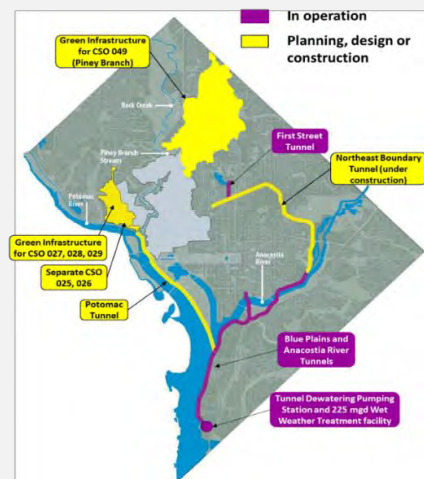 In operation
Planning, design or
construction
Green Infrastructure
for CSO 049
(Piney Branch)
Rock Creek
First Street
Tunnel
Piney Branch
Stream
Northeast Boundary
Tunnel (under
construction)
Potomac
River
Green Infrastructure
for CSO 027, 028, 029
Anacostia
River
Separate CSO
025, 026
Potomac
Tunnel
Blue Plains and
Anacostia River
Tunnels
Tunnel Dewatering Pumping
Station and 225 mgd Wet
Weather Treatment facility